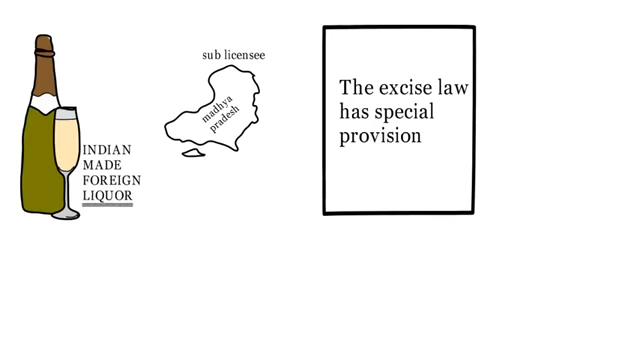 sub licensee
madhya
pradesh
INDIAN
MADE
FOREIGN
LIQUOR
The excise law
has special
provision